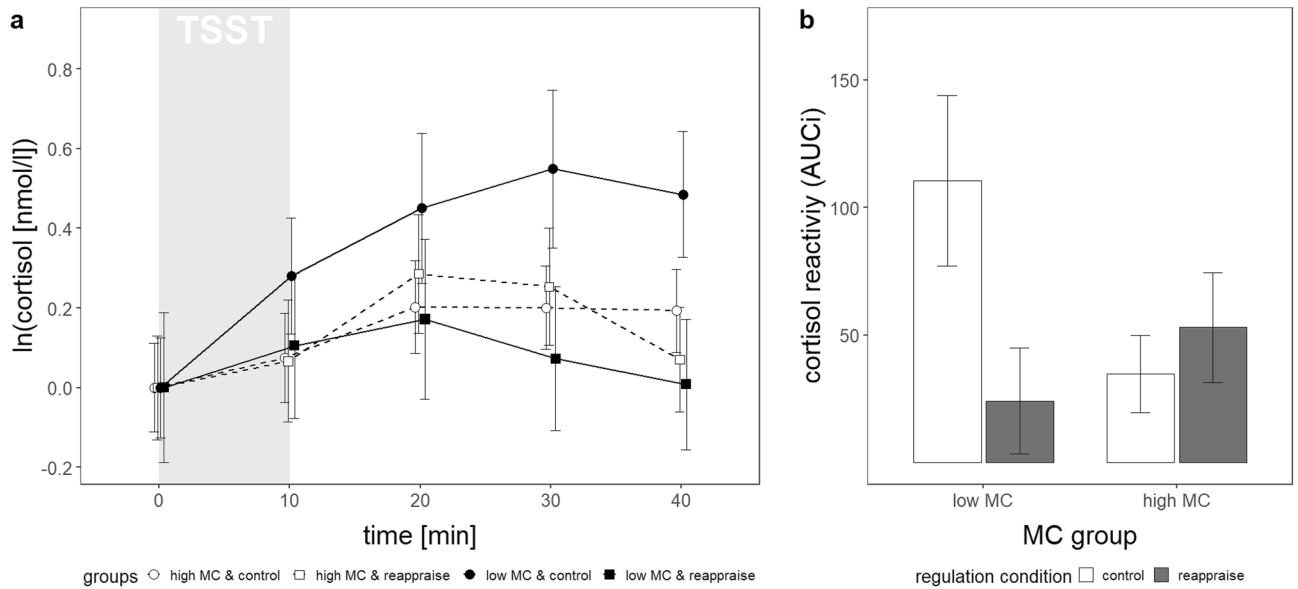 a
TSST
ln(cortisol [nmol/l])
0.8
0.6
0.4
0.2
0.0
-0.2
0
10
20
30
40
time [min]
groups high MC & control high MC & reappraise low MC & control low MC & reappraise
b
cortisol reactiviy (AUCi)
150
100
50
low MC
high MC
MC group
regulation condition control reappraise